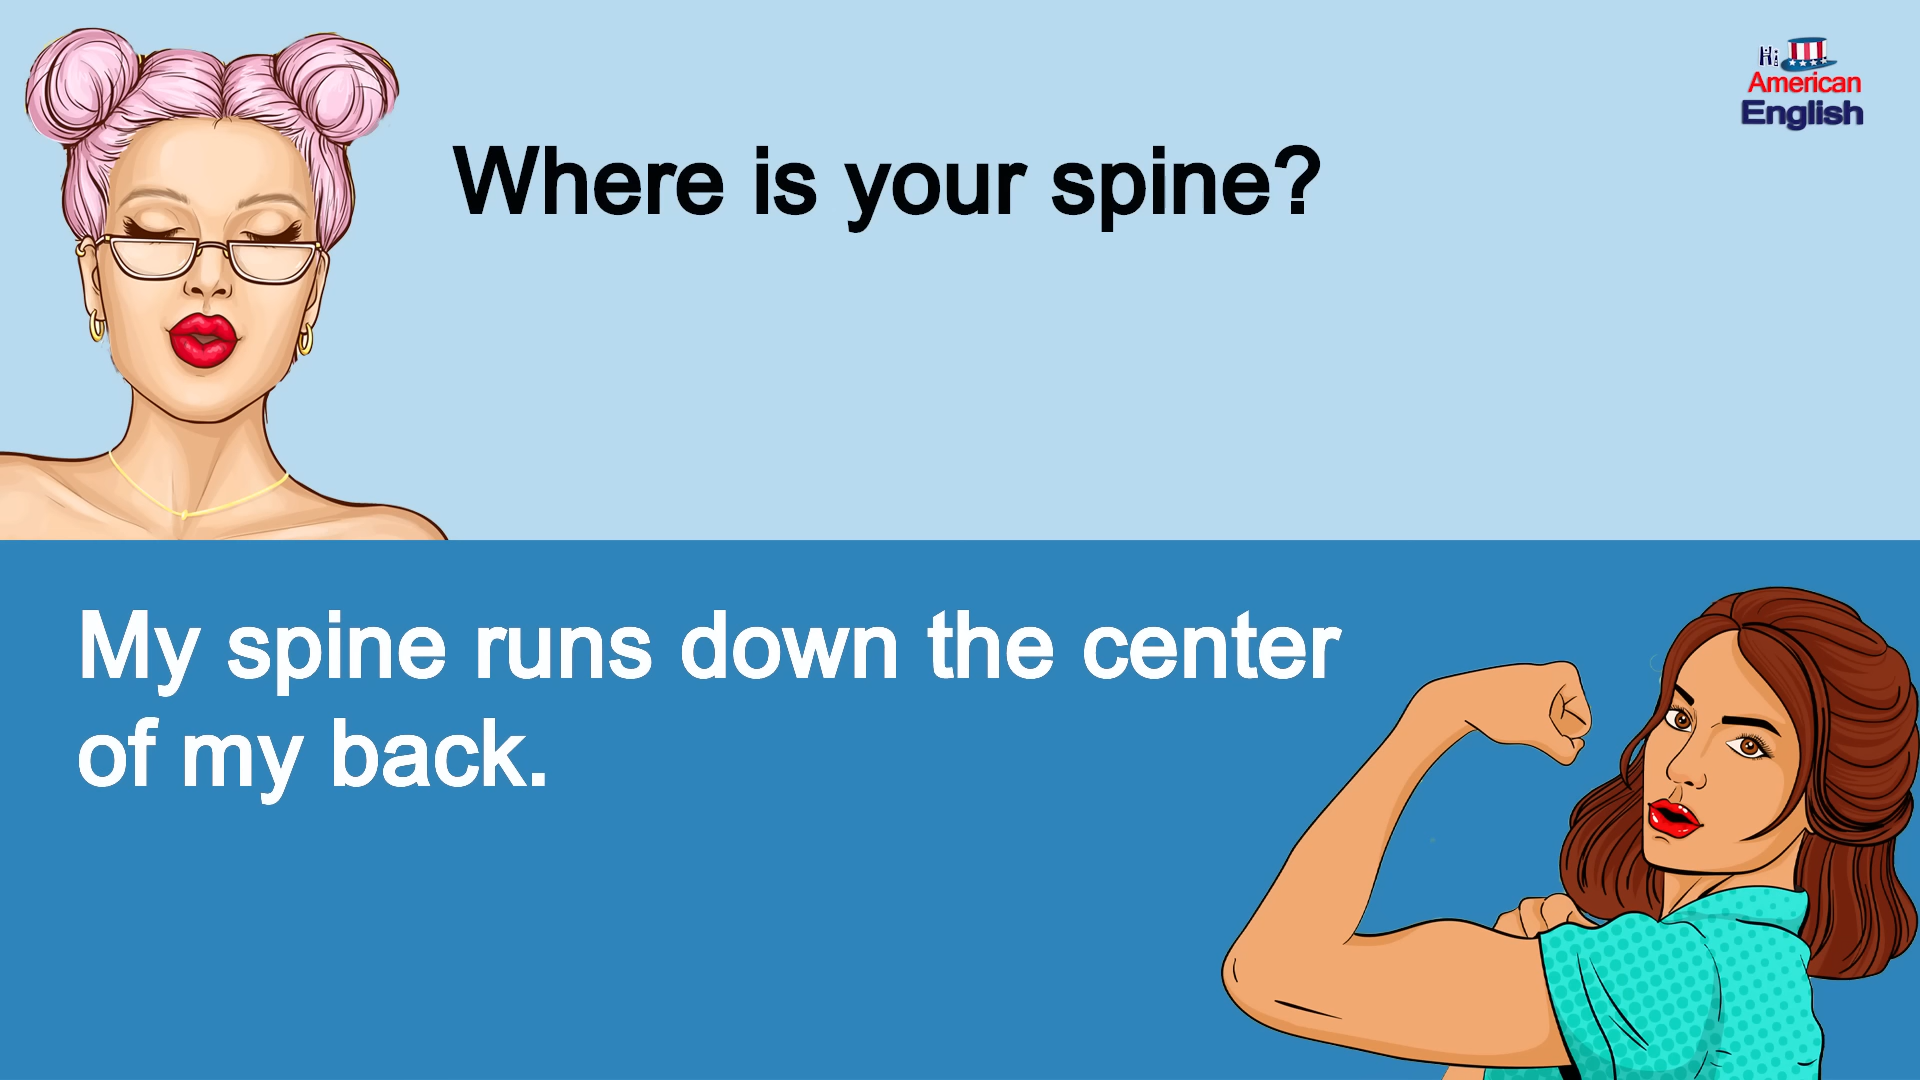 Where is your spine?
Hi
American
English
My spine runs down the center
of my back.